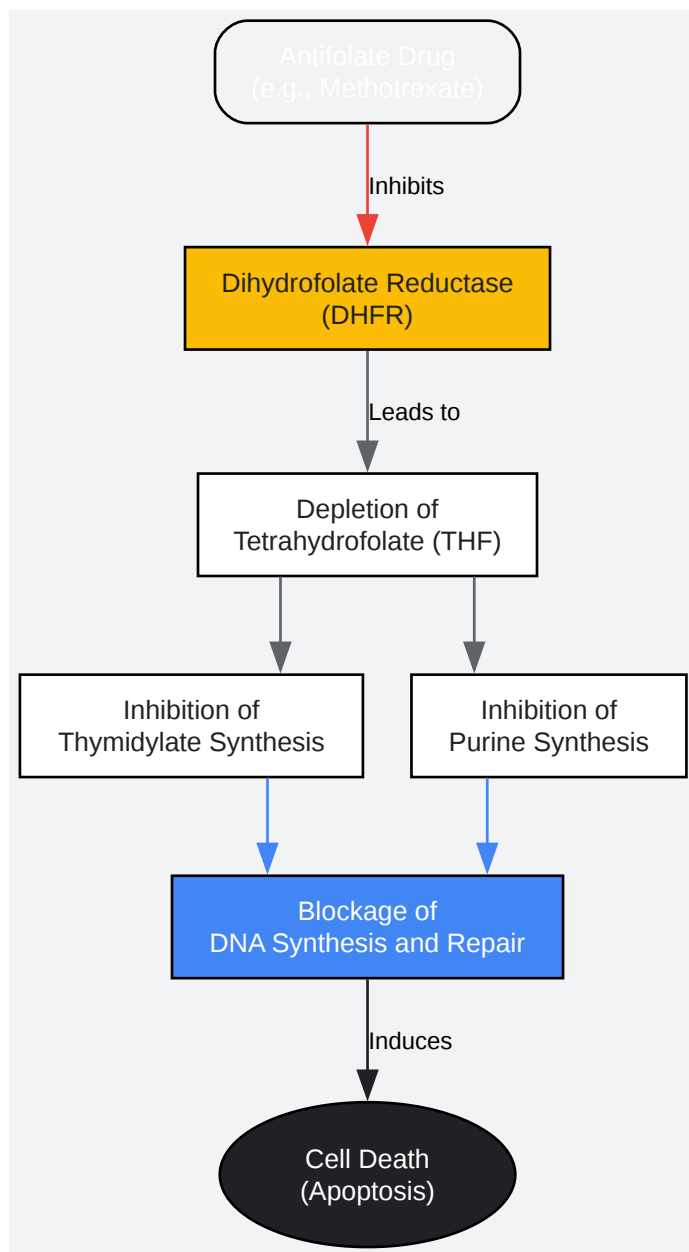 Antifolate Drug
(e.g., Methotrexate)
Inhibits
Dihydrofolate Reductase
(DHFR)
Leads to
Depletion of
Tetrahydrofolate (THF)
Inhibition of
Thymidylate Synthesis
Inhibition of
Purine Synthesis
Blockage of
DNA Synthesis and Repair
Induces
Cell Death
(Apoptosis)